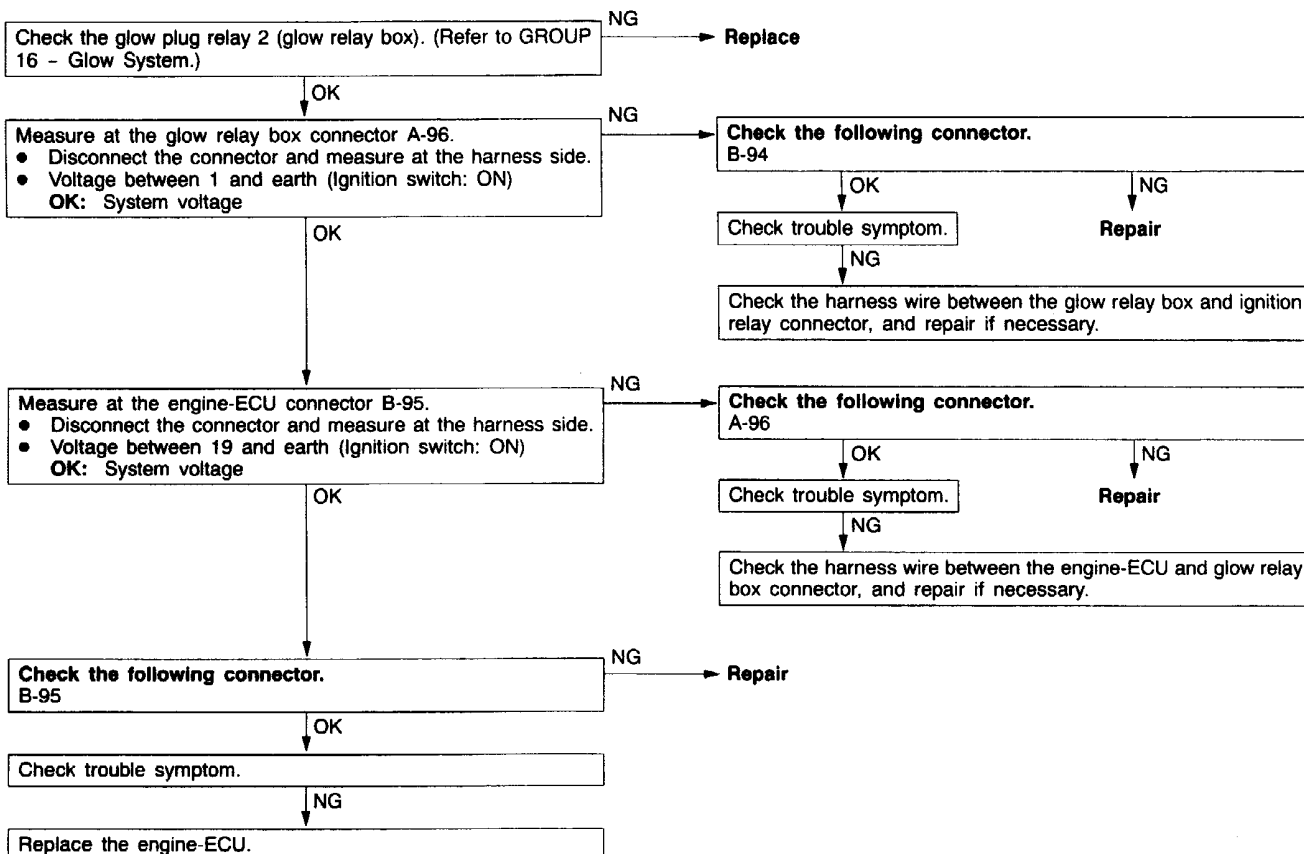 Check the glow plug relay 2 (glow relay box). (Refer to GROUP
16 – Glow System.)
NG
Replace
OK
Measure at the glow relay box connector A-96.
● Disconnect the connector and measure at the harness side.
● Voltage between 1 and earth (Ignition switch: ON)
OK: System voltage
NG
Check the following connector.
B-94
OK
NG
Check trouble symptom.
Repair
NG
Check the harness wire between the glow relay box and ignition
relay connector, and repair if necessary.
OK
Measure at the engine-ECU connector B-95.
● Disconnect the connector and measure at the harness side.
● Voltage between 19 and earth (Ignition switch: ON)
OK: System voltage
NG
Check the following connector.
A-96
OK
NG
Check trouble symptom.
Repair
NG
Check the harness wire between the engine-ECU and glow relay
box connector, and repair if necessary.
OK
Check the following connector.
B-95
NG
Repair
OK
Check trouble symptom.
NG
Replace the engine-ECU.